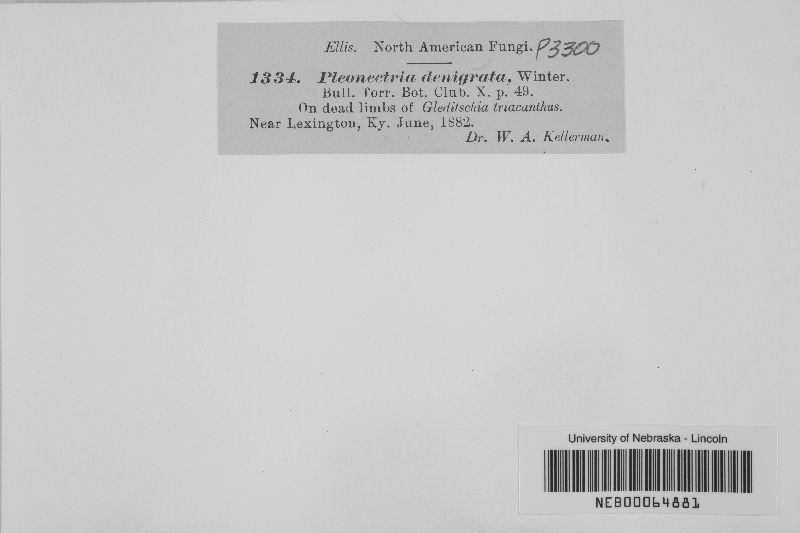 Ellis. North American Fungi. P3300
1334. Pleonectria denigrata, Winter.
Bull. Torr. Bot. Club. X. p. 49.
On dead limbs of Gleditschia triacanthus.
Near Lexington, Ky. June, 1882.
Dr. W. A. Kellerman.
University of Nebraska - Lincoln
NEB00064881